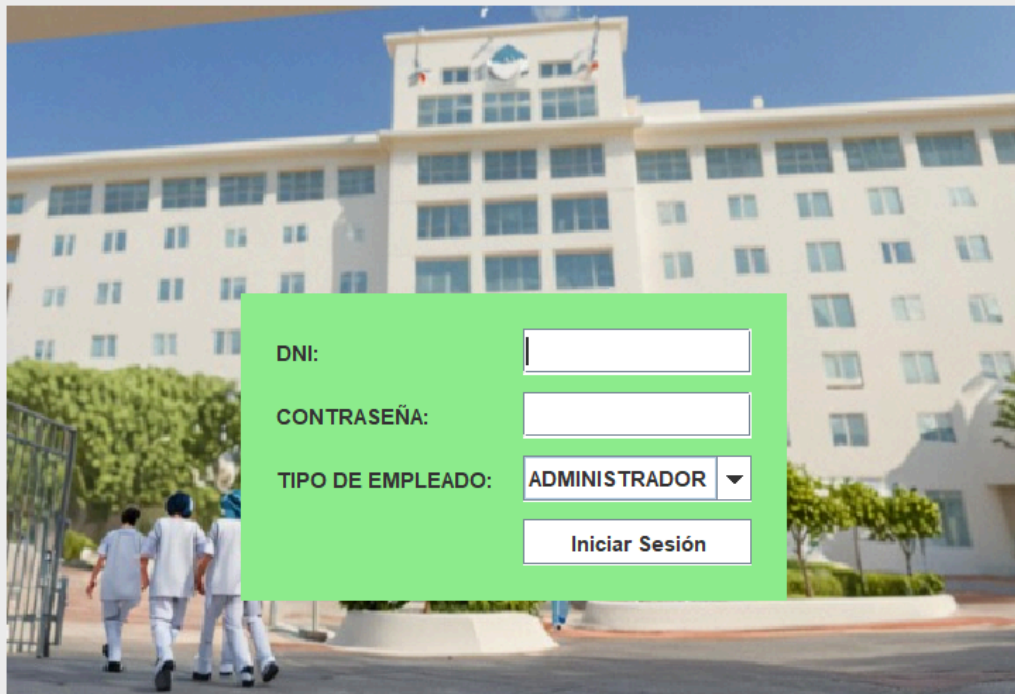 DNI:
CONTRASEÑA:
TIPO DE EMPLEADO: ADMINISTRADOR
Iniciar Sesión